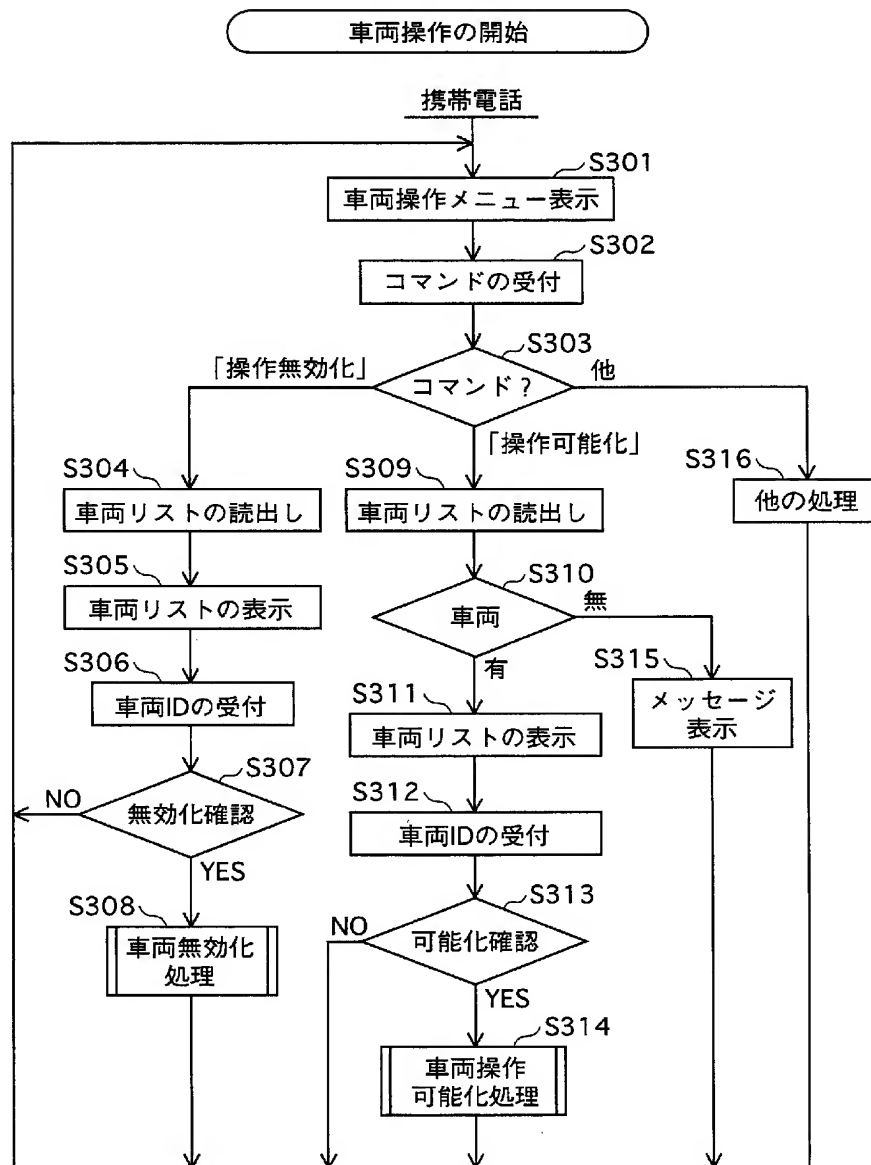 車両操作の開始
携帯電話
S301
車両操作メニュー表示
S302
コマンドの受付
S303
コマンド?
「操作無効化」
他
「操作可能化」
S304
車両リストの読出し
S305
車両リストの表示
S306
車両IDの受付
S307
無効化確認
NO
YES
S308
車両無効化
処理
S309
車両リストの読出し
S310
車両
無
有
S311
車両リストの表示
S312
車両IDの受付
S313
可能化確認
NO
YES
S314
車両操作
可能化処理
S315
メッセージ
表示
S316
他の処理